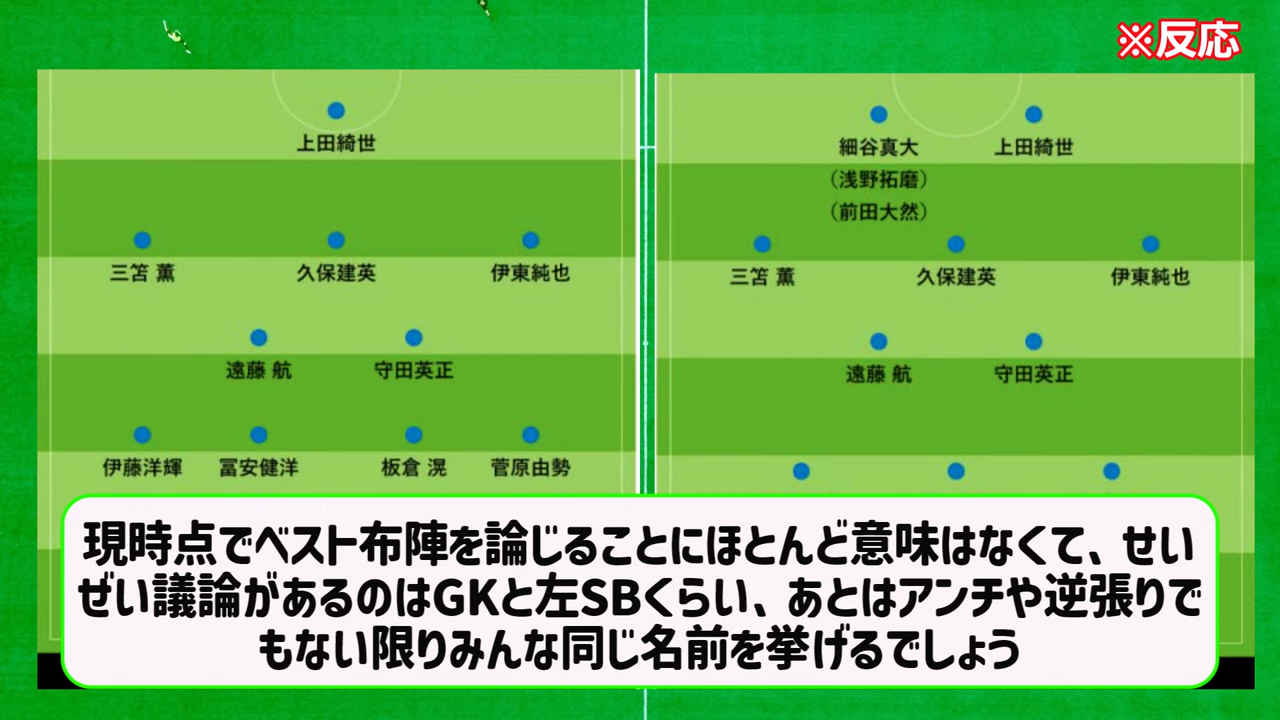 ※反応
上田綺世
三笘 薫
久保建英
伊東純也
遠藤 航
守田英正
伊藤洋輝
冨安健洋
板倉 滉
菅原由勢
細谷真大
上田綺世
（浅野拓磨）
（前田大然）
三笘 薫
久保建英
伊東純也
遠藤 航
守田英正
現時点でベスト布陣を論じることにほとんど意味はなくて、せい
ぜい議論があるのはGKと左SBくらい、あとはアンチや逆張りで
もない限りみんな同じ名前を挙げるでしょう